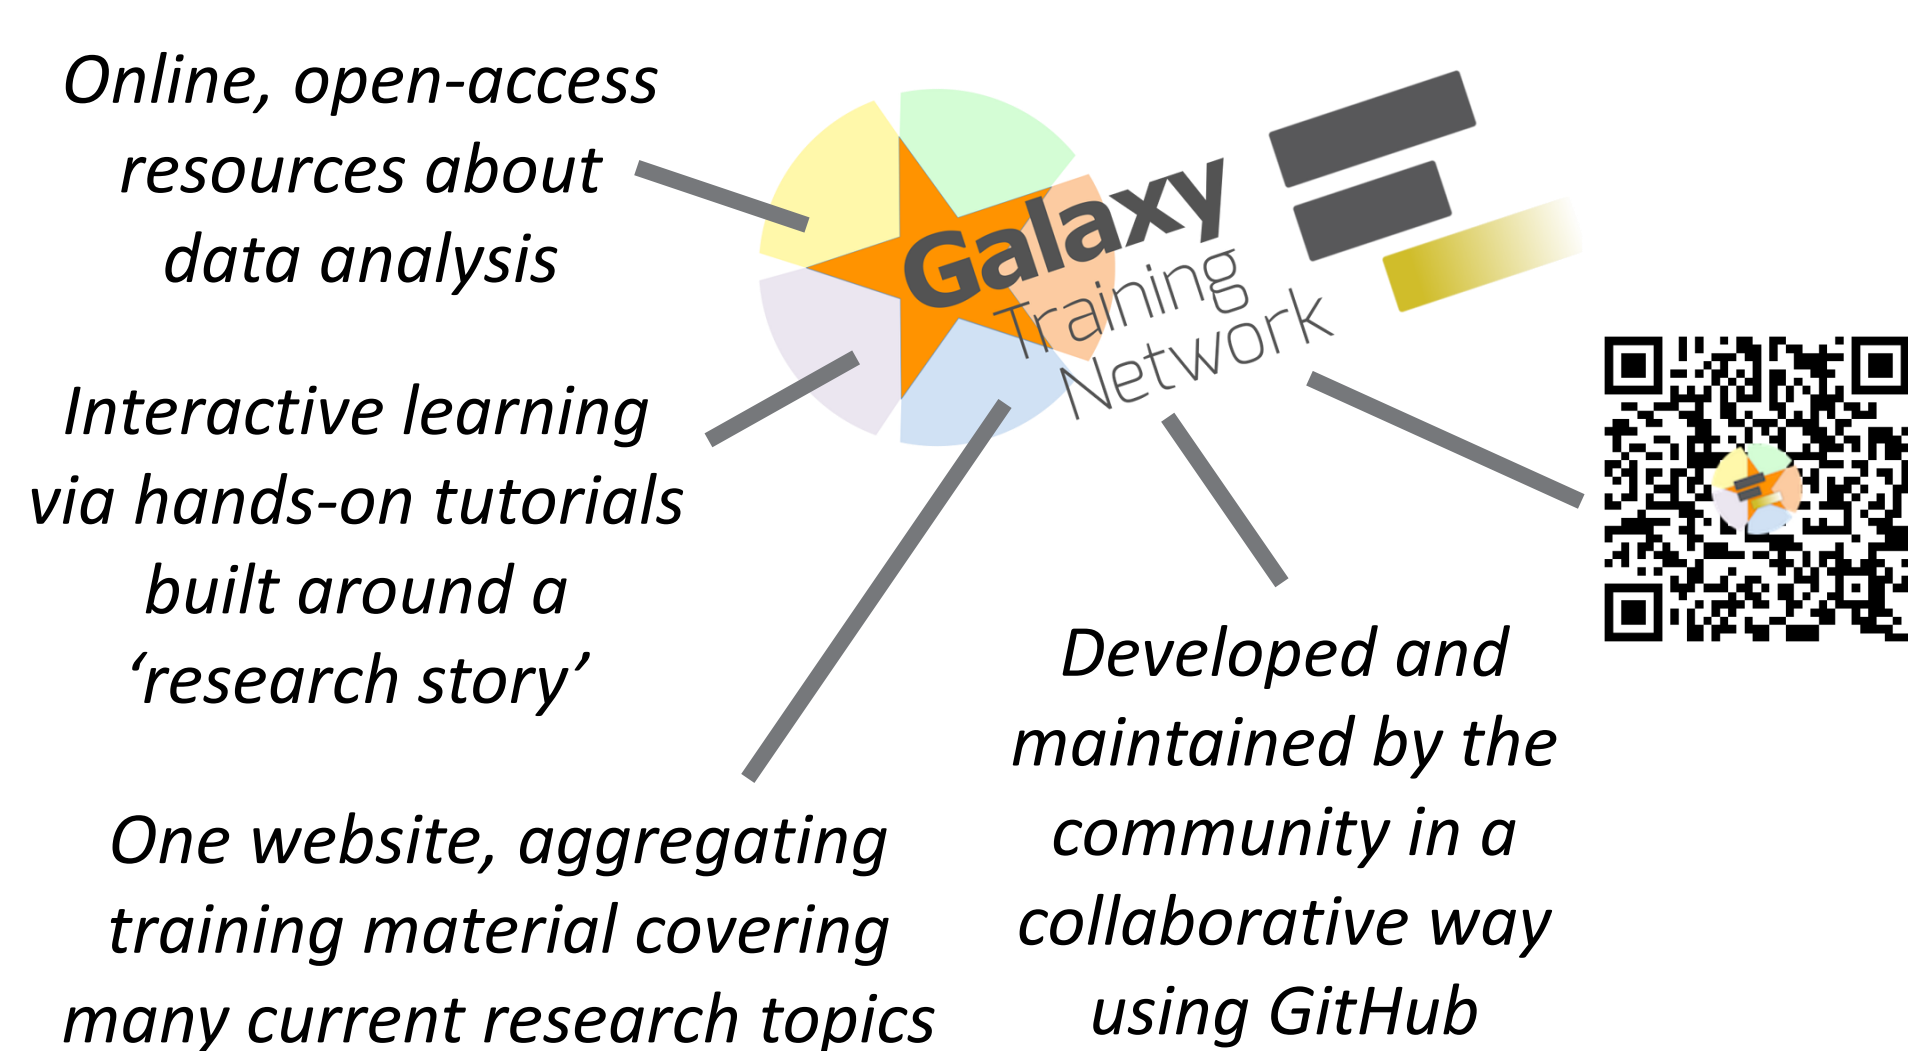 Online, open-access
resources about
data analysis
Galaxy
Training
Network
Interactive learning
via hands-on tutorials
built around a
‘research story’
One website, aggregating
training material covering
many current research topics
Developed and
maintained by the
community in a
collaborative way
using GitHub